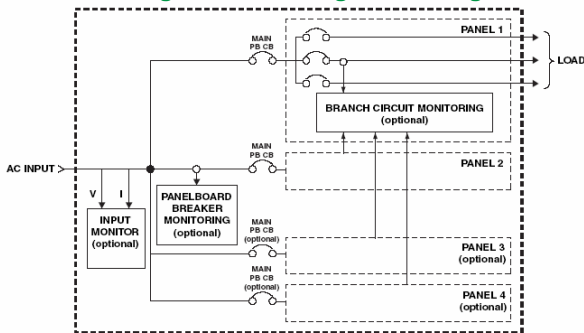 MAIN
PB CB
PANEL 1
LOAD
BRANCH CIRCUIT MONITORING
(optional)
AC INPUT
MAIN
PB CB
PANEL 2
V
I
INPUT
MONITOR
(optional)
PANELBOARD
BREAKER
MONITORING
(optional)
MAIN
PB CB
(optional)
PANEL 3
(optional)
MAIN
PB CB
(optional)
PANEL 4
(optional)